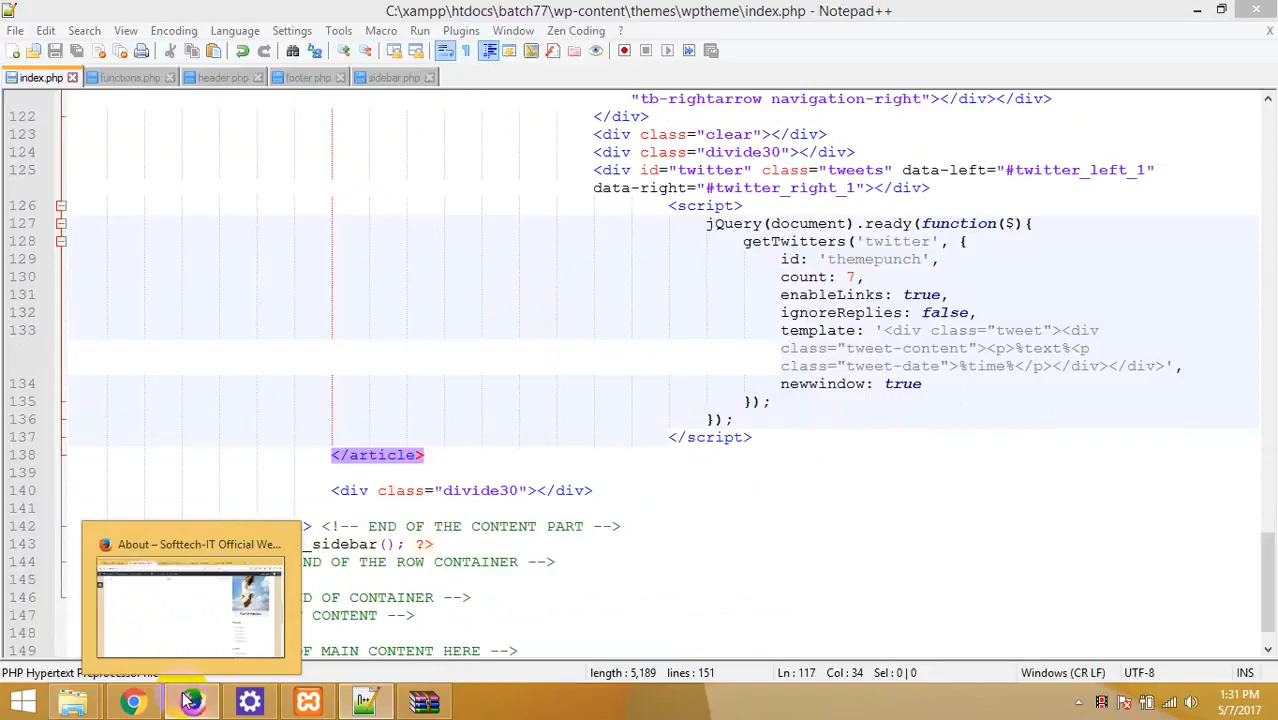 C:\xampp\htdocs\batch77\wp-content\themes\wptheme\index.php - Notepad++
File Edit Search View Encoding Language Settings Tools Macro Run Plugins Window Zen Coding ?
X
index.php functions.php header.php footer.php sidebar.php
"tb-rightarrow navigation-right"></div></div>
122 </div>
123 <div class="clear"></div>
124 <div class="divide30"></div>
125 <div id="twitter" class="tweets" data-left="#twitter_left_1"
data-right="#twitter_right_1"></div>
126 <script>
127 jQuery(document).ready(function($){
128 getTwitters('twitter', {
129 id: 'themepunch',
130 count: 7,
131 enableLinks: true,
132 ignoreReplies: false,
133 template: '<div class="tweet"><div
class="tweet-content"><p>%text%<p
class="tweet-date">%time%</p></div></div>',
134 newwindow: true
135 });
136 });
137 </script>
138 </article>
139
140 <div class="divide30"></div>
141
142 > <!-- END OF THE CONTENT PART -->
143 _sidebar(); ?>
144 END OF THE ROW CONTAINER -->
145
146 END OF CONTAINER -->
147 T CONTENT -->
148
149 OF MAIN CONTENT HERE -->
About – Softtech-IT Official We...
PHP Hypertext Preprocessor file length : 5,189 lines : 151 Ln : 117 Col : 34 Windows (CR LF) UTF-8 INS
1:31 PM
5/7/2017